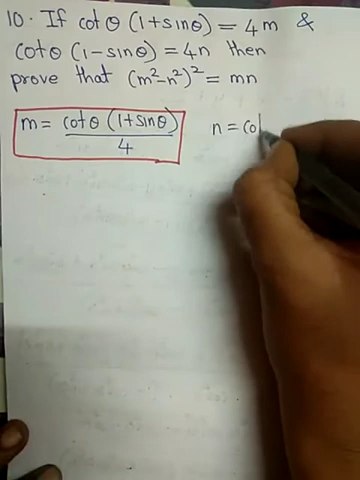 10. If cotθ (1+sinθ) = 4m &
cotθ (1-sinθ) = 4n then
prove that (m²-n²)² = mn
m = cotθ (1+sinθ) / 4 n = cot